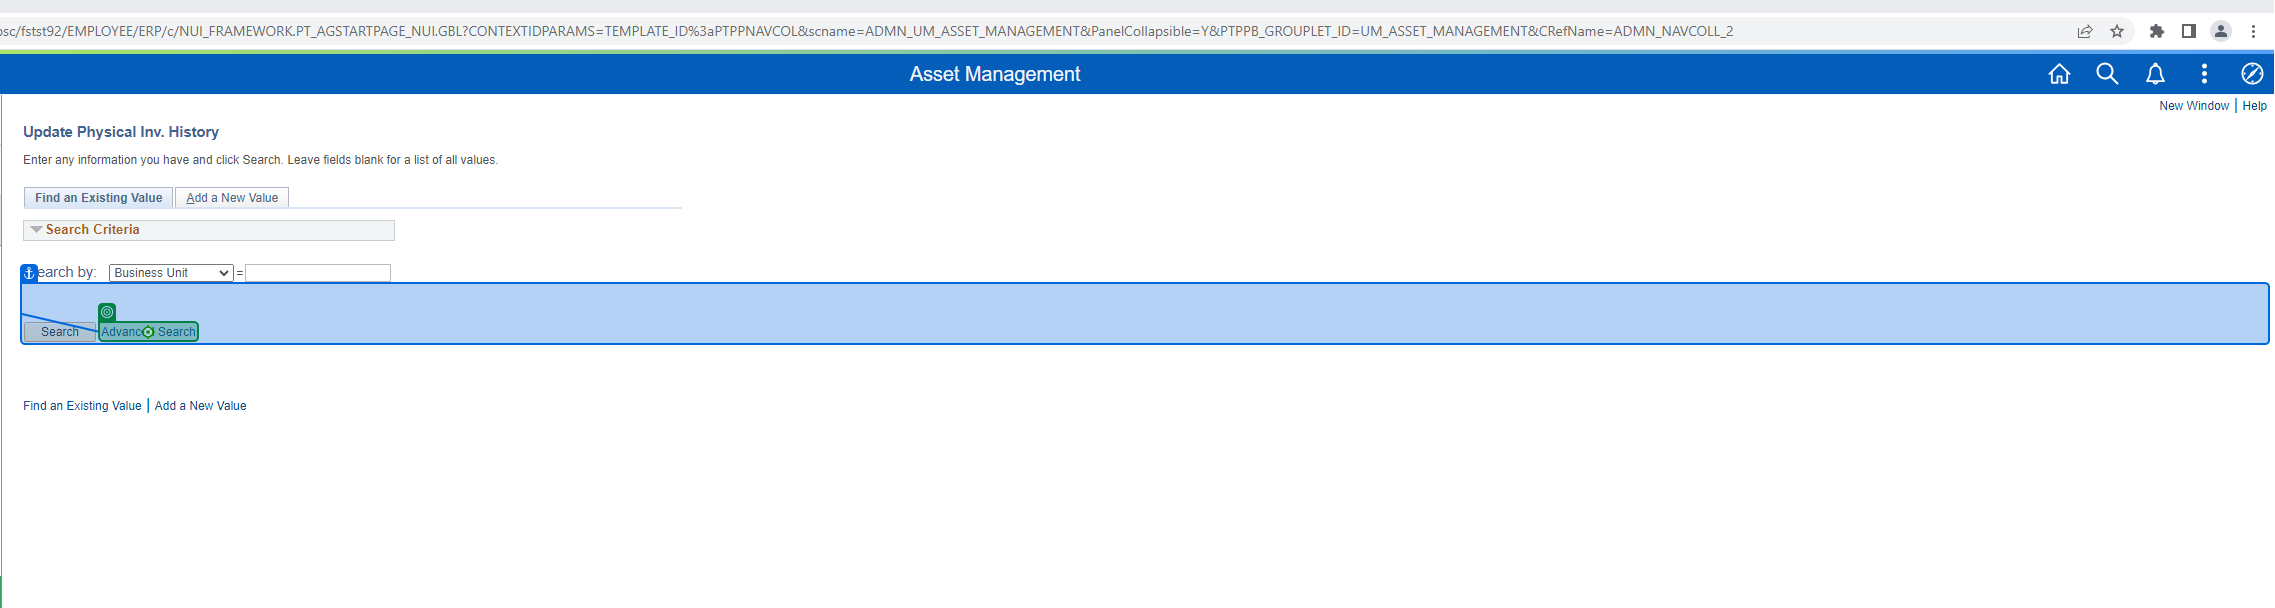 osc/fstst92/EMPLOYEE/ERP/c/NUI_FRAMEWORK.PT_AGSTARTPAGE_NUI.GBL?CONTEXTIDPARAMS=TEMPLATE_ID%3aPTPPNAVCOL&scname=ADMN_UM_ASSET_MANAGEMENT&PanelCollapsible=Y&PTPPB_GROUPLET_ID=UM_ASSET_MANAGEMENT&CRefName=ADMN_NAVCOLL_2
Asset Management
New Window | Help
Update Physical Inv. History
Enter any information you have and click Search. Leave fields blank for a list of all values.
Find an Existing Value Add a New Value
Search Criteria
earch by: Business Unit =
Search Advanced Search
Find an Existing Value | Add a New Value